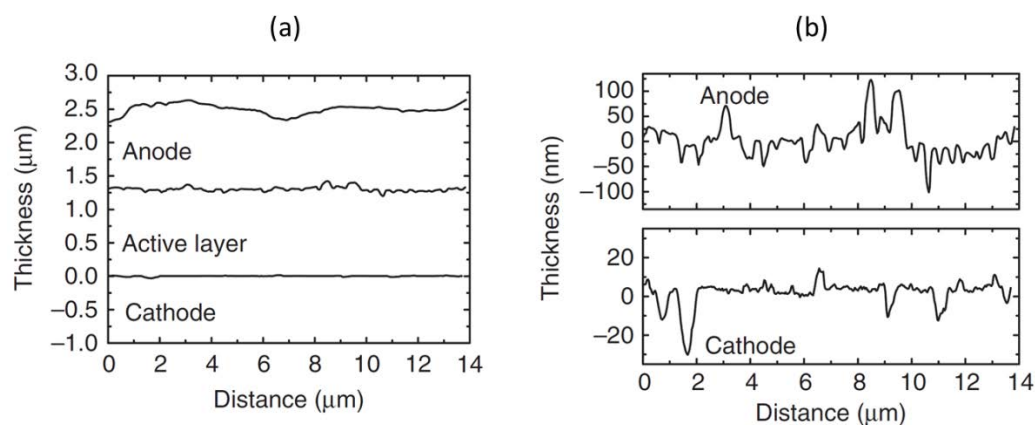 (a)
3.0
2.5
2.0
1.5
1.0
0.5
0.0
−0.5
−1.0
Thickness (μm)
Anode
Active layer
Cathode
0 2 4 6 8 10 12 14
Distance (μm)
(b)
100
50
0
−50
−100
Anode
Thickness (nm)
20
0
−20
Cathode
0 2 4 6 8 10 12 14
Distance (μm)